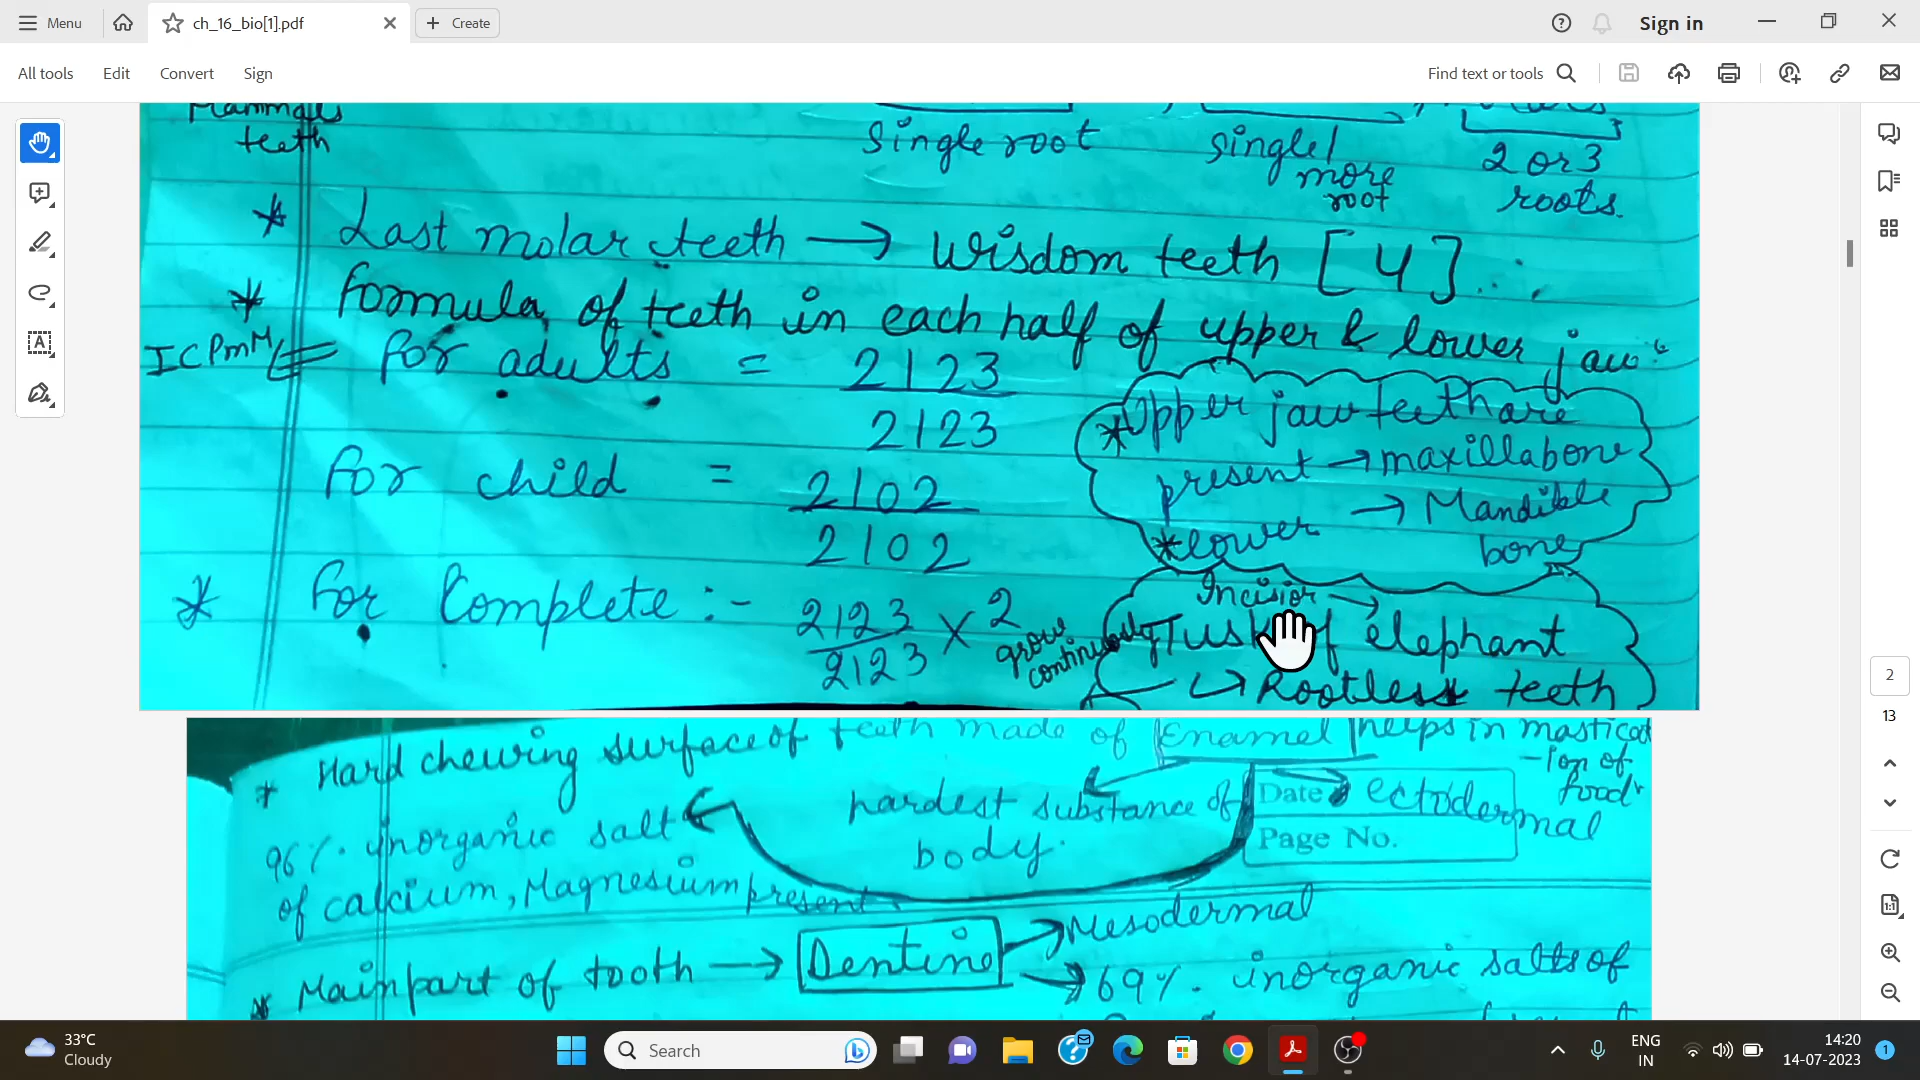 Menu
ch_16_bio[1].pdf
Create
Sign in
All tools
Edit
Convert
Sign
Find text or tools
Mammals
teeth
Single root
Single/
more
root
2 or 3
roots.
* Last molar teeth → Wisdom teeth [4]
* Formula of teeth in each half of upper & lower jaw
ICPmM
for adults = 2123
2123
For child = 2102
2102
* For Complete :- 2123 × 2
2123
*Upper jaw teeth are
present → maxilla bone
*Lower → Mandible
bone
Incisior →
Tusk of elephant
↳ Rootless teeth
grow
continuously
* Hard chewing surface of teeth made of Enamel helps in masticat
-ion of
food
hardest substance of
body.
Date
ectodermal
Page No.
96%. inorganic salt
of calcium, Magnesium present
* Main part of tooth → Dentine
→ Mesodermal
→ 69%. inorganic salts of
2
13
33°C
Cloudy
Search
ENG
IN
14:20
14-07-2023
1